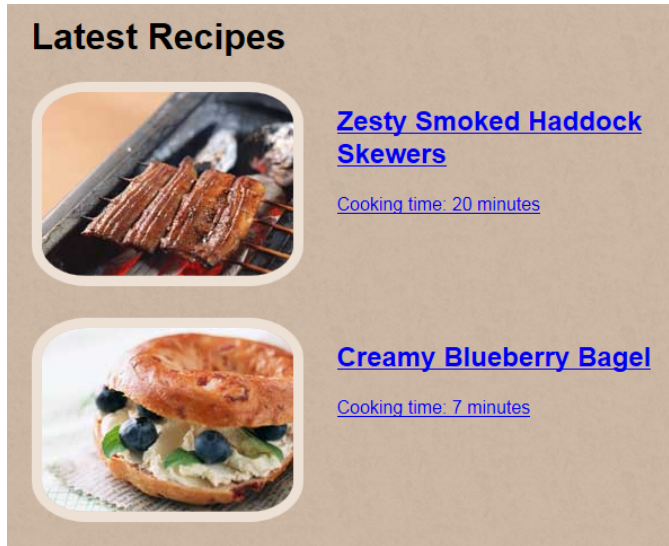 Latest Recipes
Zesty Smoked Haddock
Skewers
Cooking time: 20 minutes
Creamy Blueberry Bagel
Cooking time: 7 minutes